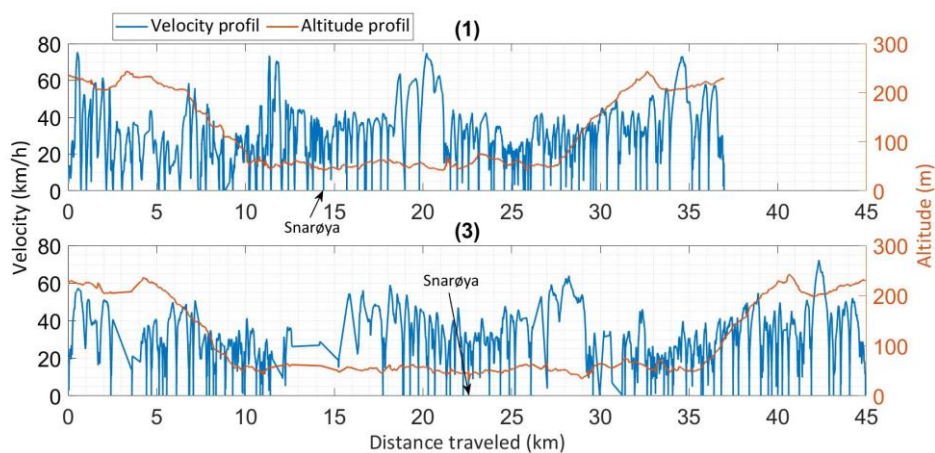 Velocity profil Altitude profil
(1)
80
60
40
20
0
300
200
100
0
0 5 10 15 20 25 30 35 40 45
Snarøya
Velocity (km/h)
Altitude (m)
(3)
80
60
40
20
0
300
200
100
0
Snarøya
0 5 10 15 20 25 30 35 40 45
Distance traveled (km)